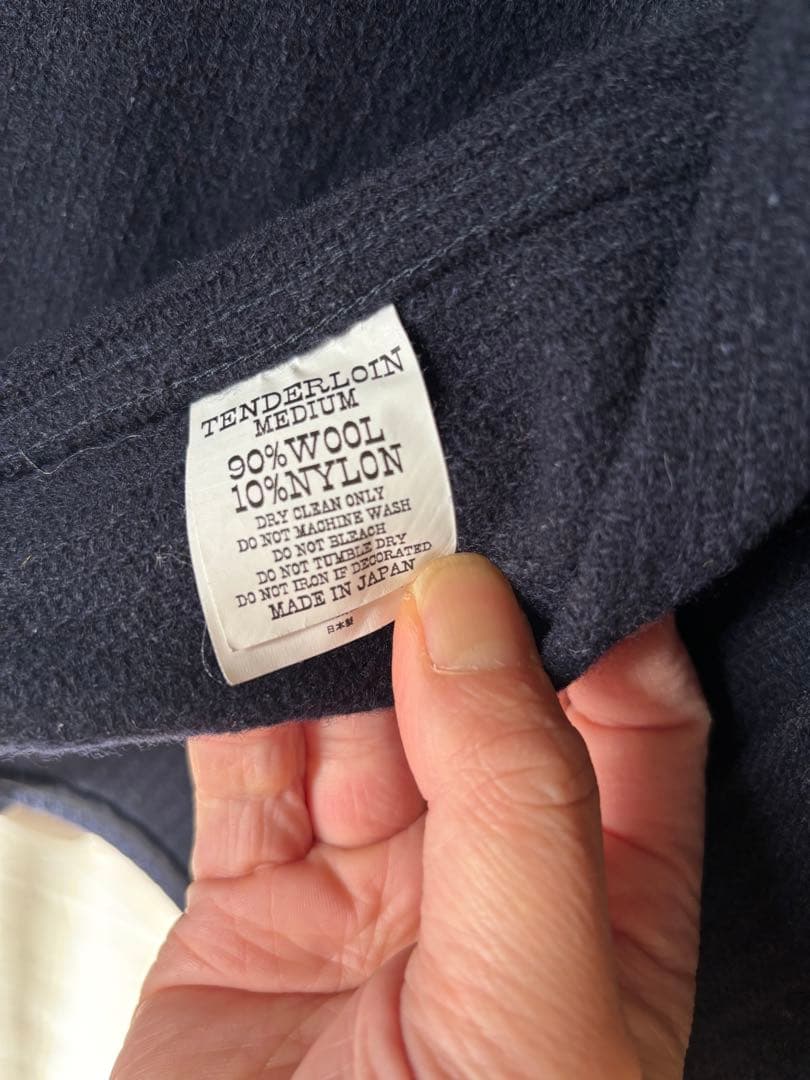 TENDERLOIN
MEDIUM
90%WOOL
10%NYLON
DRY CLEAN ONLY
DO NOT MACHINE WASH
DO NOT BLEACH
DO NOT TUMBLE DRY
DO NOT IRON IF DECORATED
MADE IN JAPAN
日本製